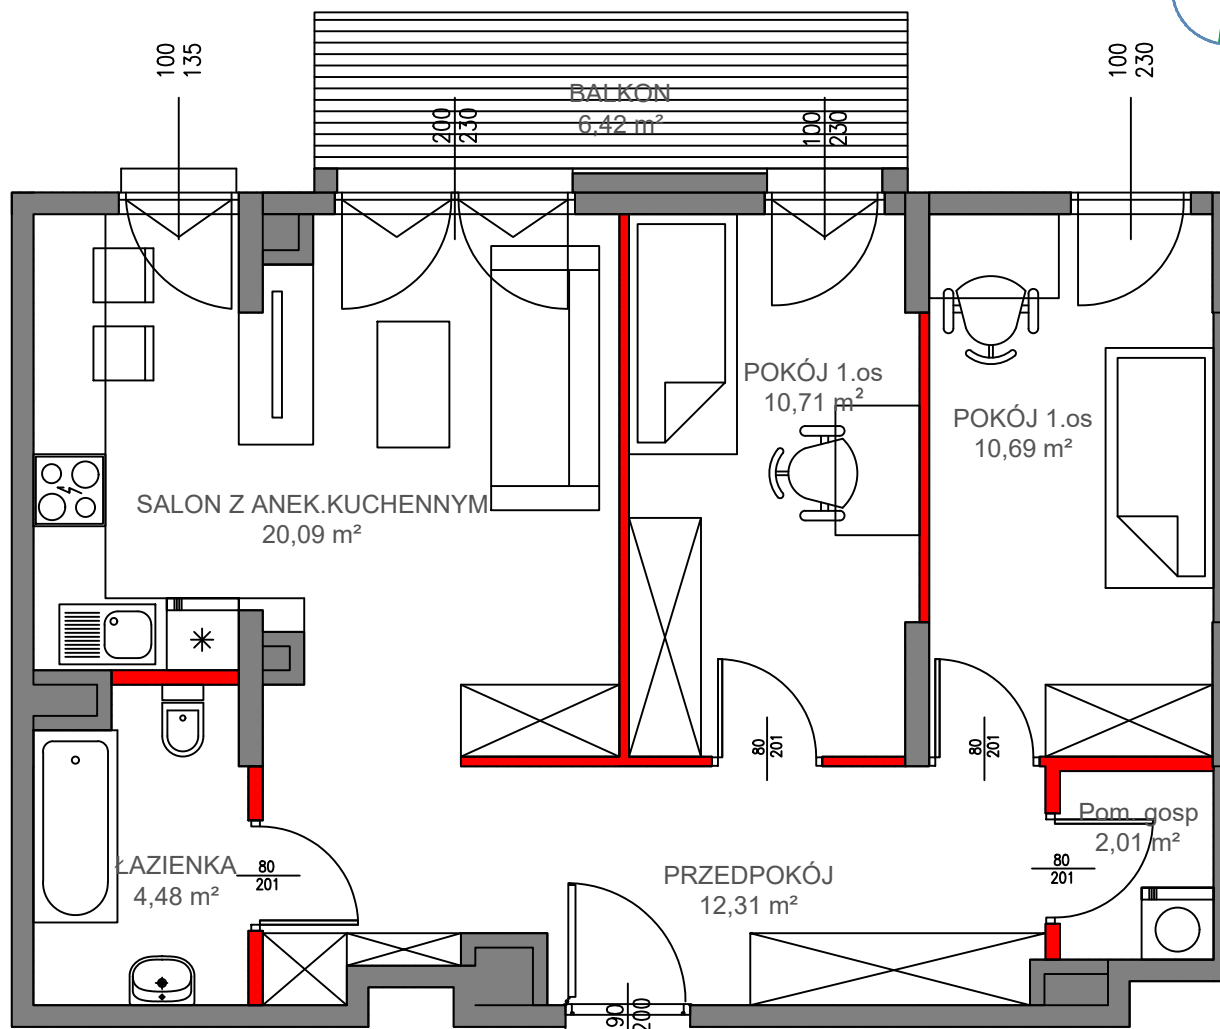 100
135
100
230
BALKON
6,42 m²
200
230
100
230
POKÓJ 1.os
10,71 m²
POKÓJ 1.os
10,69 m²
SALON Z ANEK.KUCHENNYM
20,09 m²
80
201
80
201
Pom. gosp
2,01 m²
ŁAZIENKA
4,48 m²
80
201
PRZEDPOKÓJ
12,31 m²
80
201
90
200